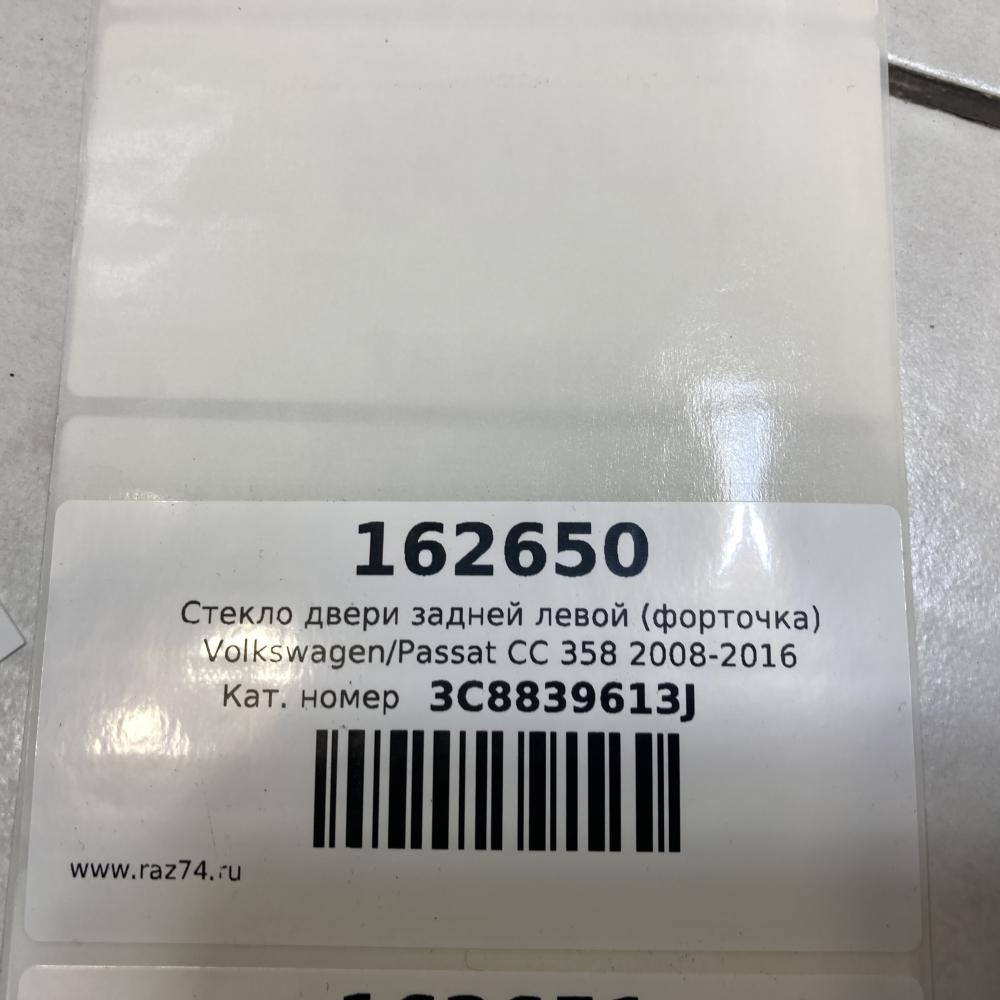 162650
Стекло двери задней левой (форточка)
Volkswagen/Passat CC 358 2008-2016
Кат. номер 3C8839613J
www.raz74.ru